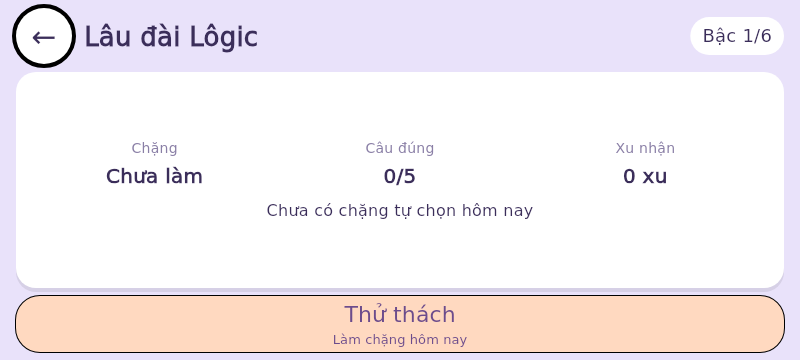 ←
Lâu đài Lôgic
Bậc 1/6
Chặng
Câu đúng
Xu nhận
Chưa làm
0/5
0 xu
Chưa có chặng tự chọn hôm nay
Thử thách
Làm chặng hôm nay